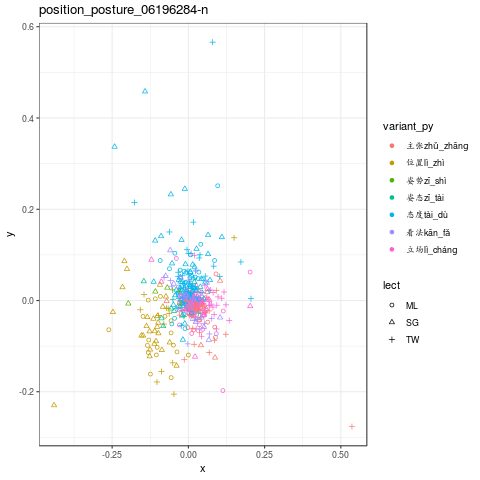 position_posture_06196284-n
0.6
0.4
0.2
0.0
-0.2
y
-0.25
0.00
0.25
0.50
x
variant_py
主张zhǔ_zhāng
位置lì_zhì
姿势zī_shì
姿态zī_tài
态度tài_dù
看法kān_fǎ
立场lì_cháng
lect
ML
SG
TW